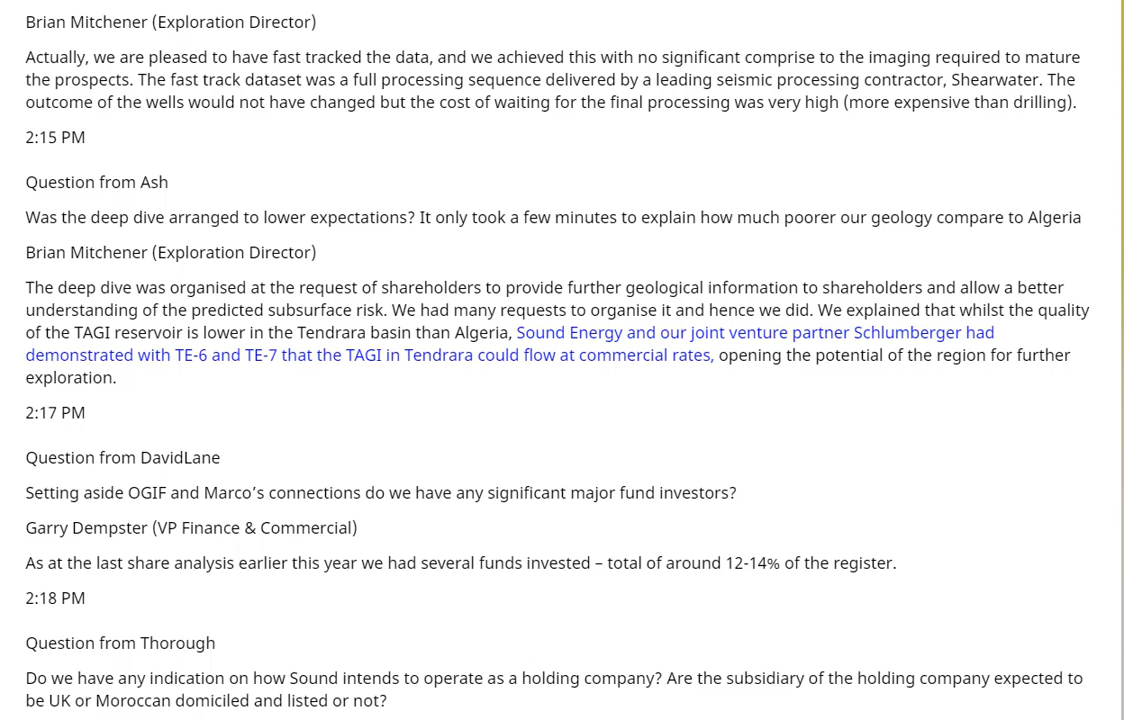 Brian Mitchener (Exploration Director)
Actually, we are pleased to have fast tracked the data, and we achieved this with no significant comprise to the imaging required to mature
the prospects. The fast track dataset was a full processing sequence delivered by a leading seismic processing contractor, Shearwater. The
outcome of the wells would not have changed but the cost of waiting for the final processing was very high (more expensive than drilling).
2:15 PM
Question from Ash
Was the deep dive arranged to lower expectations? It only took a few minutes to explain how much poorer our geology compare to Algeria
Brian Mitchener (Exploration Director)
The deep dive was organised at the request of shareholders to provide further geological information to shareholders and allow a better
understanding of the predicted subsurface risk. We had many requests to organise it and hence we did. We explained that whilst the quality
of the TAGI reservoir is lower in the Tendrara basin than Algeria, Sound Energy and our joint venture partner Schlumberger had
demonstrated with TE-6 and TE-7 that the TAGI in Tendrara could flow at commercial rates, opening the potential of the region for further
exploration.
2:17 PM
Question from DavidLane
Setting aside OGIF and Marco's connections do we have any significant major fund investors?
Garry Dempster (VP Finance & Commercial)
As at the last share analysis earlier this year we had several funds invested – total of around 12-14% of the register.
2:18 PM
Question from Thorough
Do we have any indication on how Sound intends to operate as a holding company? Are the subsidiary of the holding company expected to
be UK or Moroccan domiciled and listed or not?